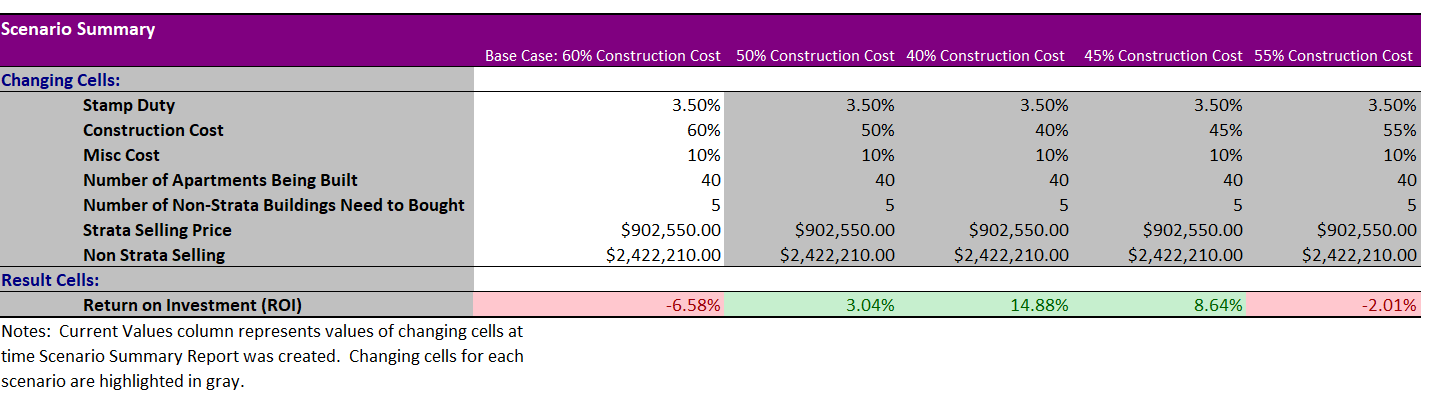 Scenario Summary
Base Case: 60% Construction Cost 50% Construction Cost 40% Construction Cost 45% Construction Cost 55% Construction Cost
Changing Cells:
Stamp Duty 3.50% 3.50% 3.50% 3.50% 3.50%
Construction Cost 60% 50% 40% 45% 55%
Misc Cost 10% 10% 10% 10% 10%
Number of Apartments Being Built 40 40 40 40 40
Number of Non-Strata Buildings Need to Bought 5 5 5 5 5
Strata Selling Price $902,550.00 $902,550.00 $902,550.00 $902,550.00 $902,550.00
Non Strata Selling $2,422,210.00 $2,422,210.00 $2,422,210.00 $2,422,210.00 $2,422,210.00
Result Cells:
Return on Investment (ROI) -6.58% 3.04% 14.88% 8.64% -2.01%
Notes: Current Values column represents values of changing cells at
time Scenario Summary Report was created. Changing cells for each
scenario are highlighted in gray.